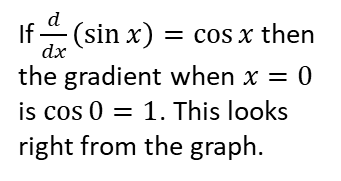 If d/dx (sin x) = cos x then
the gradient when x = 0
is cos 0 = 1. This looks
right from the graph.